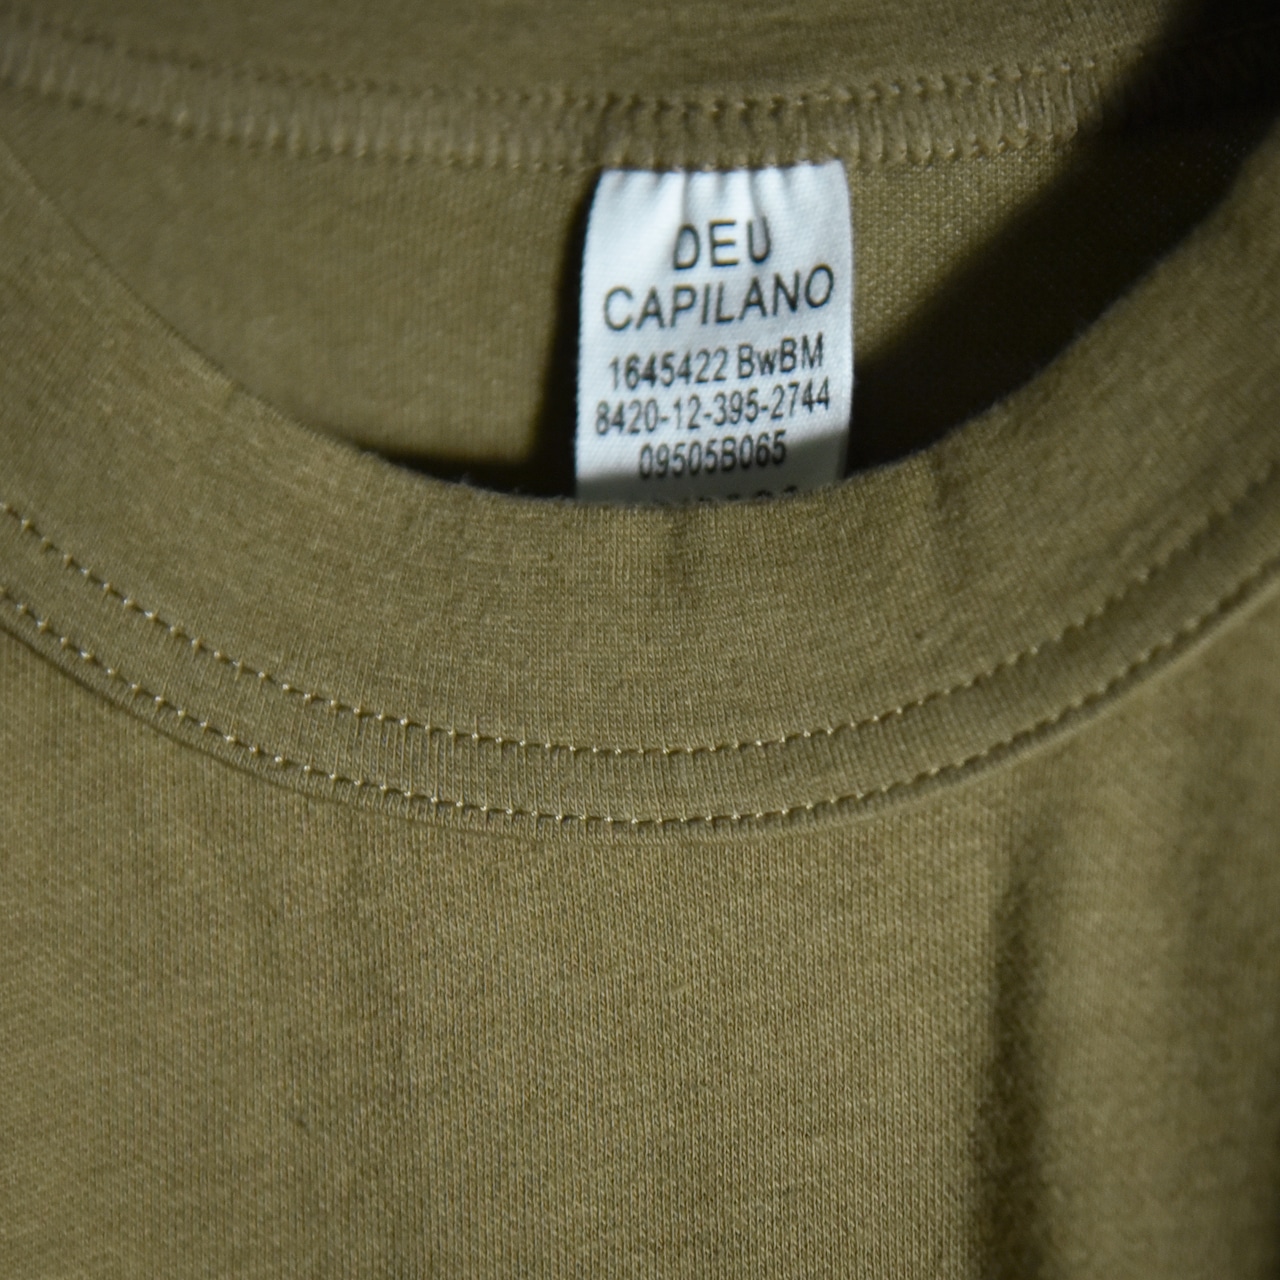 DEU
CAPILANO
1645422 BwBM
8420-12-395-2744
09505B065